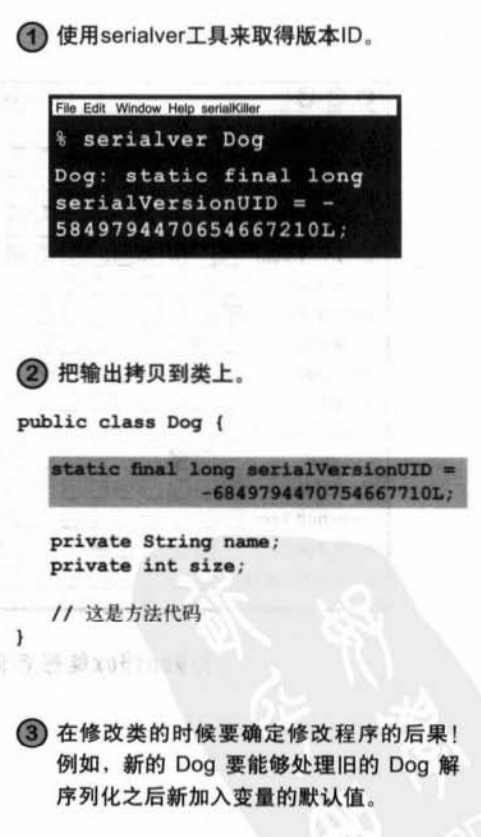 ① 使用serialver工具来取得版本ID。
File Edit Window Help serialKiller
% serialver Dog
Dog: static final long
serialVersionUID = -
5849794470654667210L;
② 把输出拷贝到类上。
public class Dog {
static final long serialVersionUID =
-6849794470754667710L;
private String name;
private int size;
// 这是方法代码
}
③ 在修改类的时候要确定修改程序的后果！
例如，新的 Dog 要能够处理旧的 Dog 解
序列化之后新加入变量的默认值。